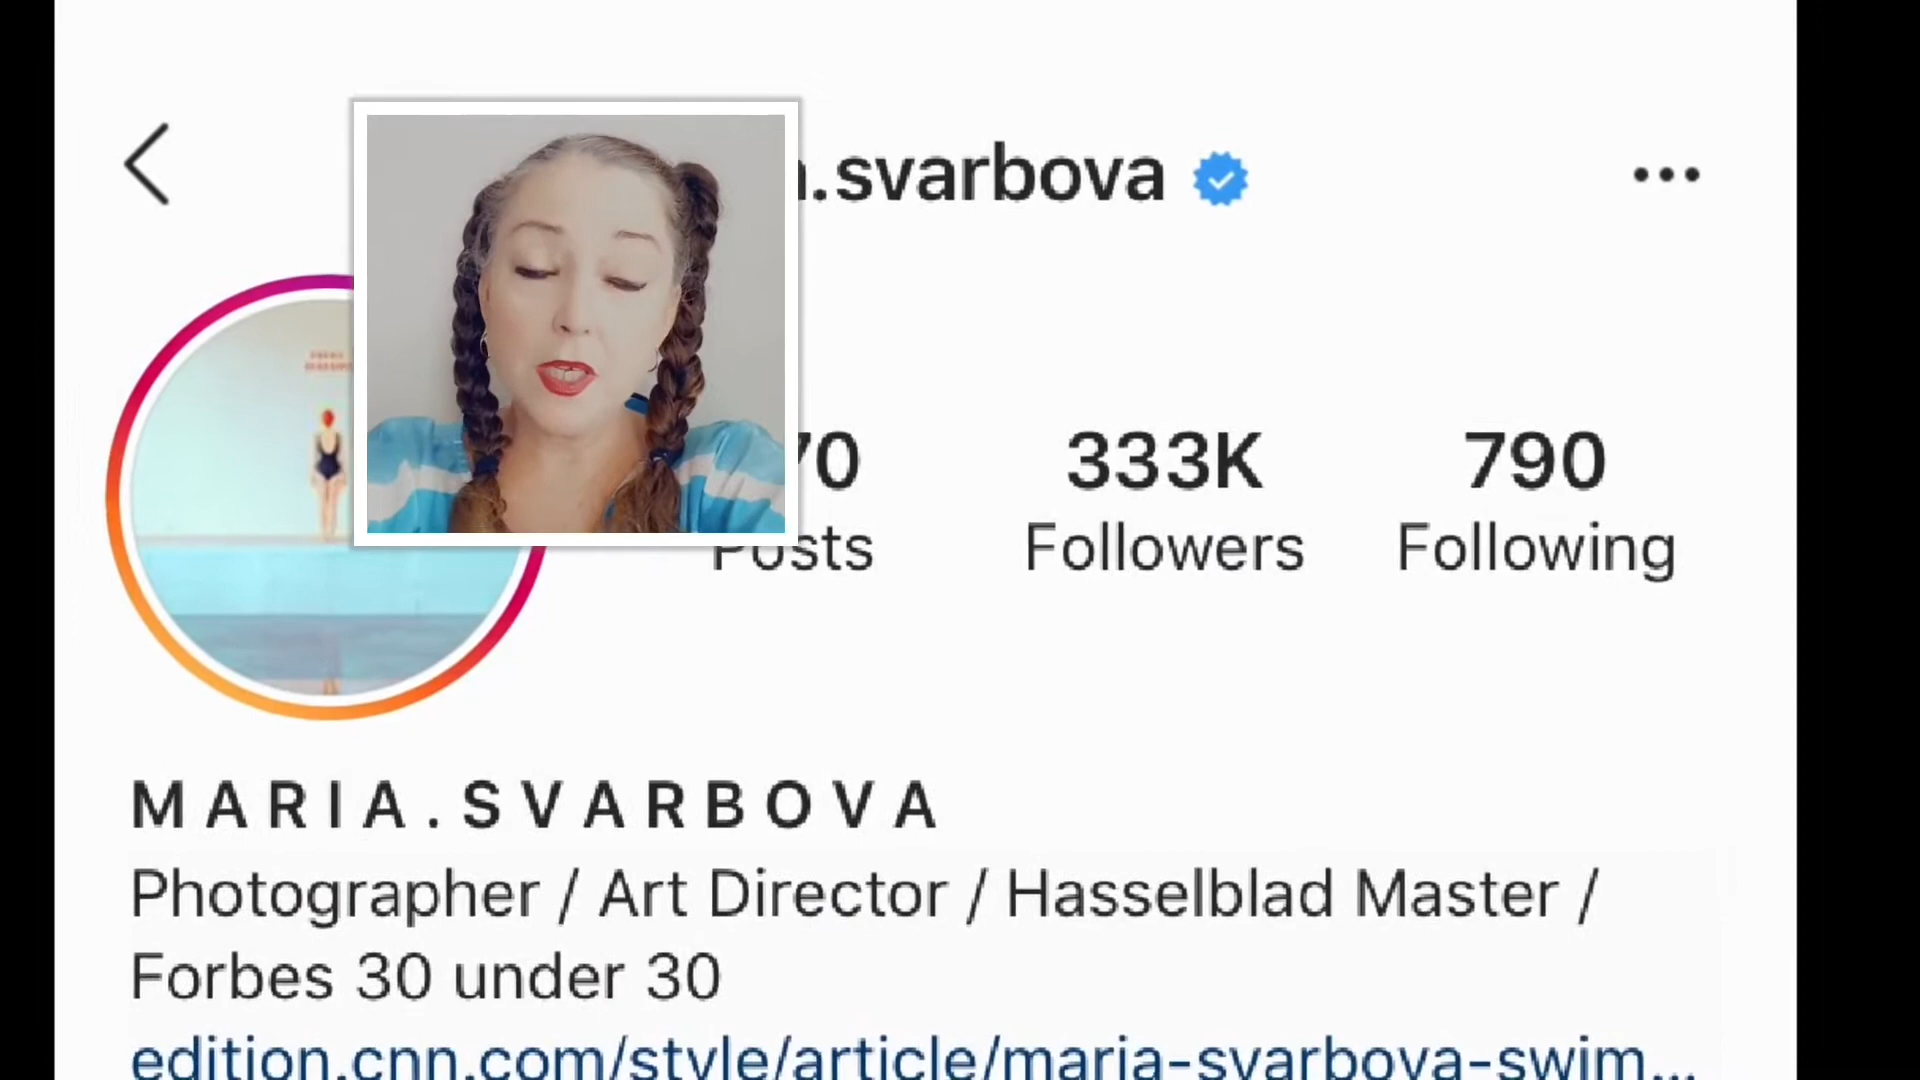 .svarbova
333K 790
Posts Followers Following
MARIA.SVARBOVA
Photographer / Art Director / Hasselblad Master /
Forbes 30 under 30
edition.cnn.com/style/article/maria-svarbova-swim...